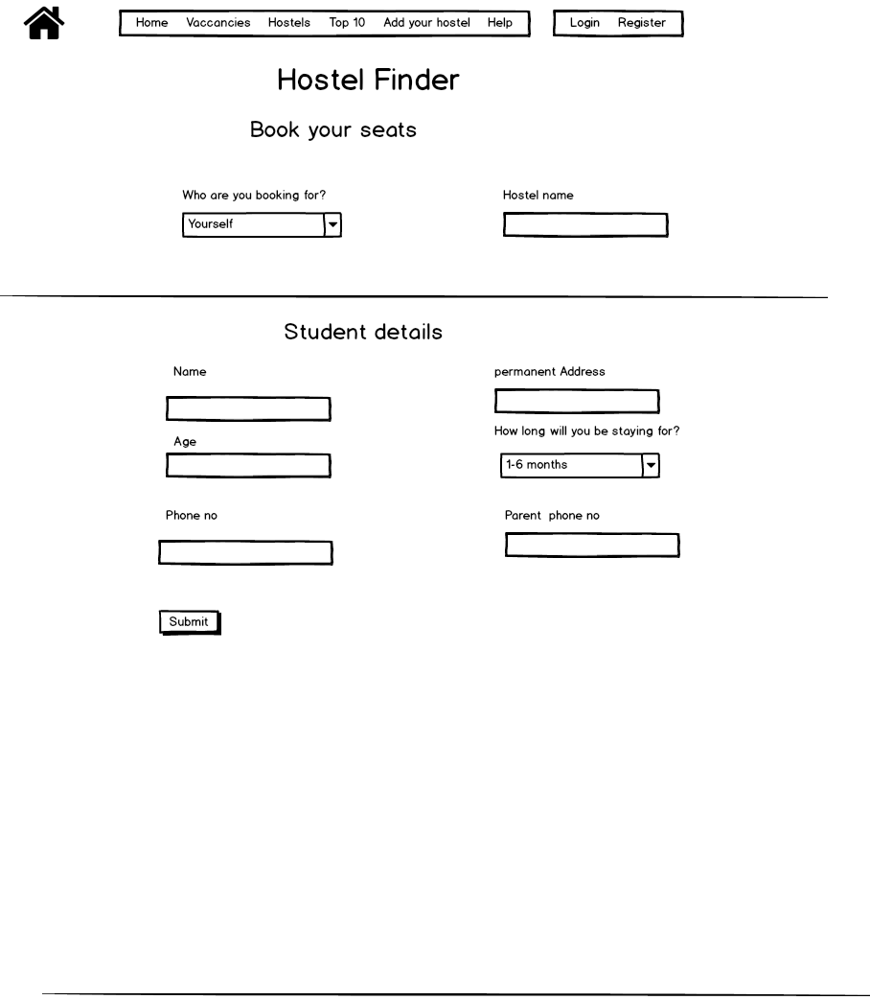 Home Vaccancies Hostels Top 10 Add your hostel Help Login Register
Hostel Finder
Book your seats
Who are you booking for? Hostel name
Yourself
Student details
Name permanent Address
How long will you be staying for?
Age
1-6 months
Phone no Parent phone no
Submit